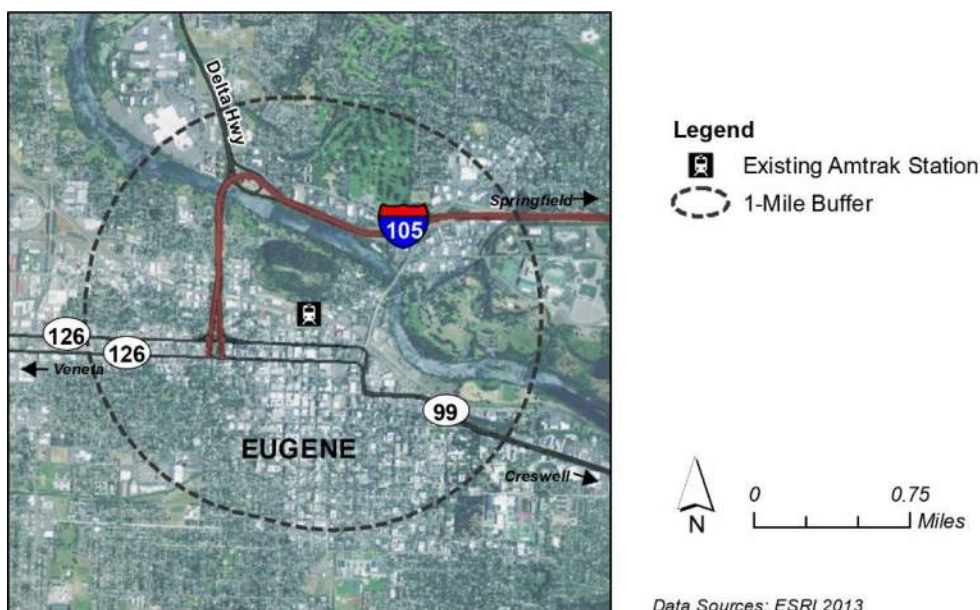 Delta Hwy
Springfield
105
126
126
Veneta
99
EUGENE
Creswell
Legend
Existing Amtrak Station
1-Mile Buffer
N
0
0.75
Miles
Data Sources: ESRI 2013